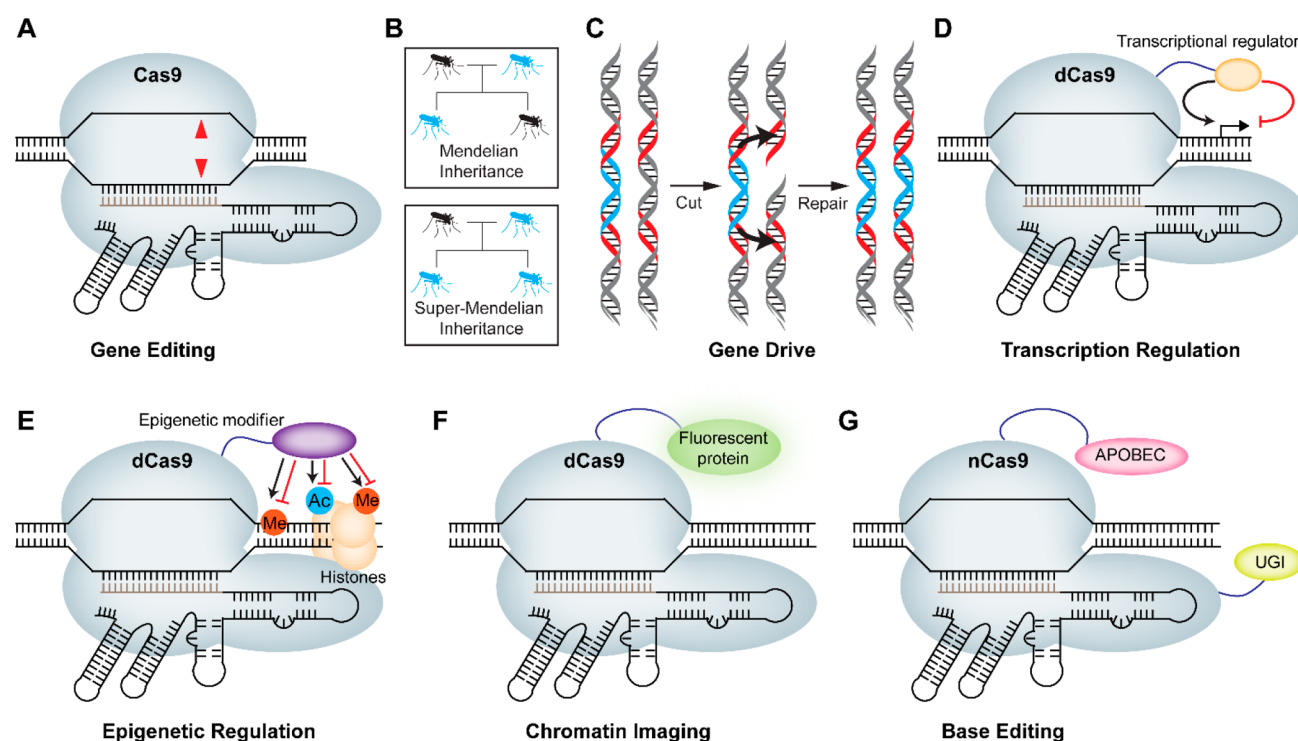 A
Cas9
Gene Editing
B
Mendelian
Inheritance
Super-Mendelian
Inheritance
C
Cut
Repair
Gene Drive
D
Transcriptional regulator
dCas9
Transcription Regulation
E
Epigenetic modifier
dCas9
Me
Ac
Me
Histones
Epigenetic Regulation
F
dCas9
Fluorescent
protein
Chromatin Imaging
G
nCas9
APOBEC
UGI
Base Editing